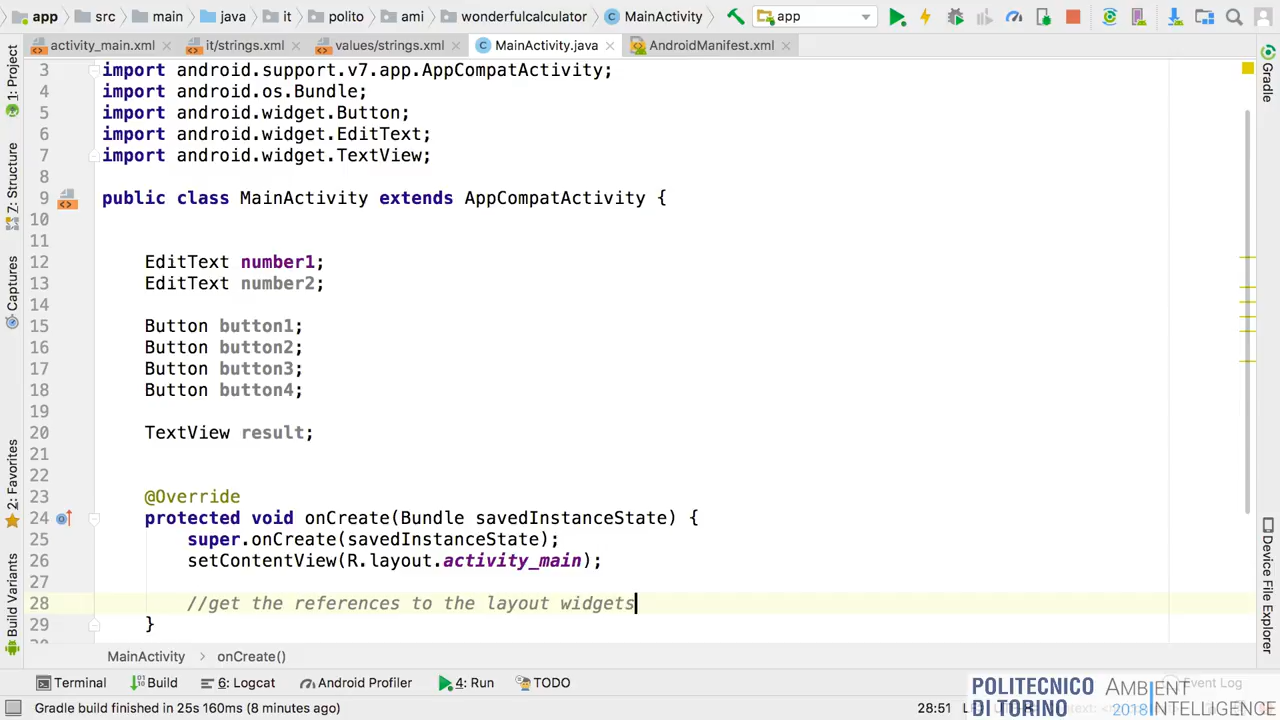 app src main java it polito ami wonderfulcalculator MainActivity app
activity_main.xml it/strings.xml values/strings.xml MainActivity.java AndroidManifest.xml
1: Project
Z: Structure
Captures
2: Favorites
Build Variants
3 import android.support.v7.app.AppCompatActivity;
4 import android.os.Bundle;
5 import android.widget.Button;
6 import android.widget.EditText;
7 import android.widget.TextView;
8
9 public class MainActivity extends AppCompatActivity {
10
11
12 EditText number1;
13 EditText number2;
14
15 Button button1;
16 Button button2;
17 Button button3;
18 Button button4;
19
20 TextView result;
21
22
23 @Override
24 protected void onCreate(Bundle savedInstanceState) {
25 super.onCreate(savedInstanceState);
26 setContentView(R.layout.activity_main);
27
28 //get the references to the layout widgets
29 }
Gradle
Device File Explorer
MainActivity onCreate()
Terminal Build 6: Logcat Android Profiler 4: Run TODO Event Log
Gradle build finished in 25s 160ms (8 minutes ago) 28:51
POLITECNICO
DI TORINO
AMBIENT
2018 INTELLIGENCE